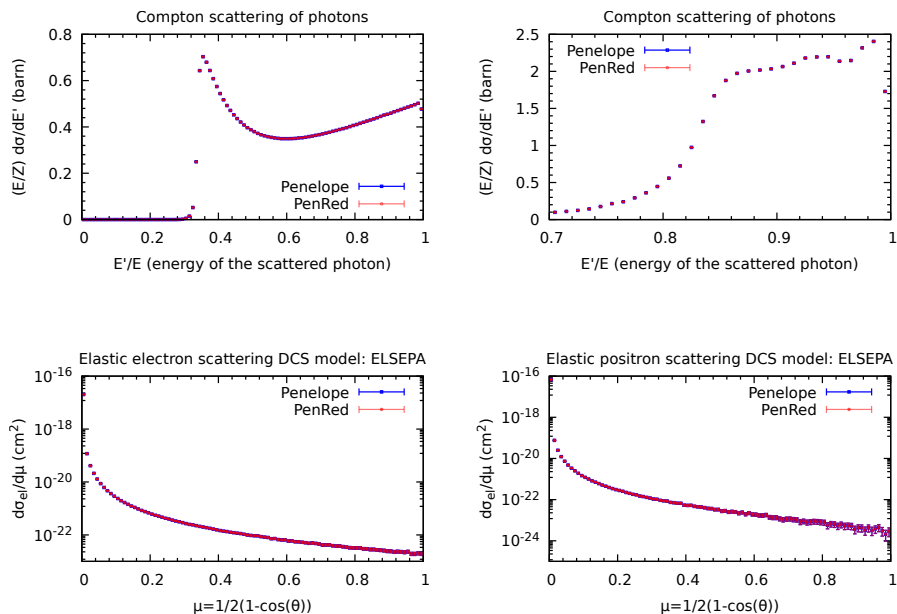 Compton scattering of photons
(E/Z) dσ/dE' (barn)
0.8
0.6
0.4
0.2
0
Penelope
PenRed
0 0.2 0.4 0.6 0.8 1
E'/E (energy of the scattered photon)
Compton scattering of photons
(E/Z) dσ/dE' (barn)
2.5
2
1.5
1
0.5
0
Penelope
PenRed
0.7 0.8 0.9 1
E'/E (energy of the scattered photon)
Elastic electron scattering DCS model: ELSEPA
dσ_el/dμ (cm²)
10⁻¹⁶
10⁻¹⁸
10⁻²⁰
10⁻²²
Penelope
PenRed
0 0.2 0.4 0.6 0.8 1
μ=1/2(1-cos(θ))
Elastic positron scattering DCS model: ELSEPA
dσ_el/dμ (cm²)
10⁻¹⁶
10⁻¹⁸
10⁻²⁰
10⁻²²
10⁻²⁴
Penelope
PenRed
0 0.2 0.4 0.6 0.8 1
μ=1/2(1-cos(θ))